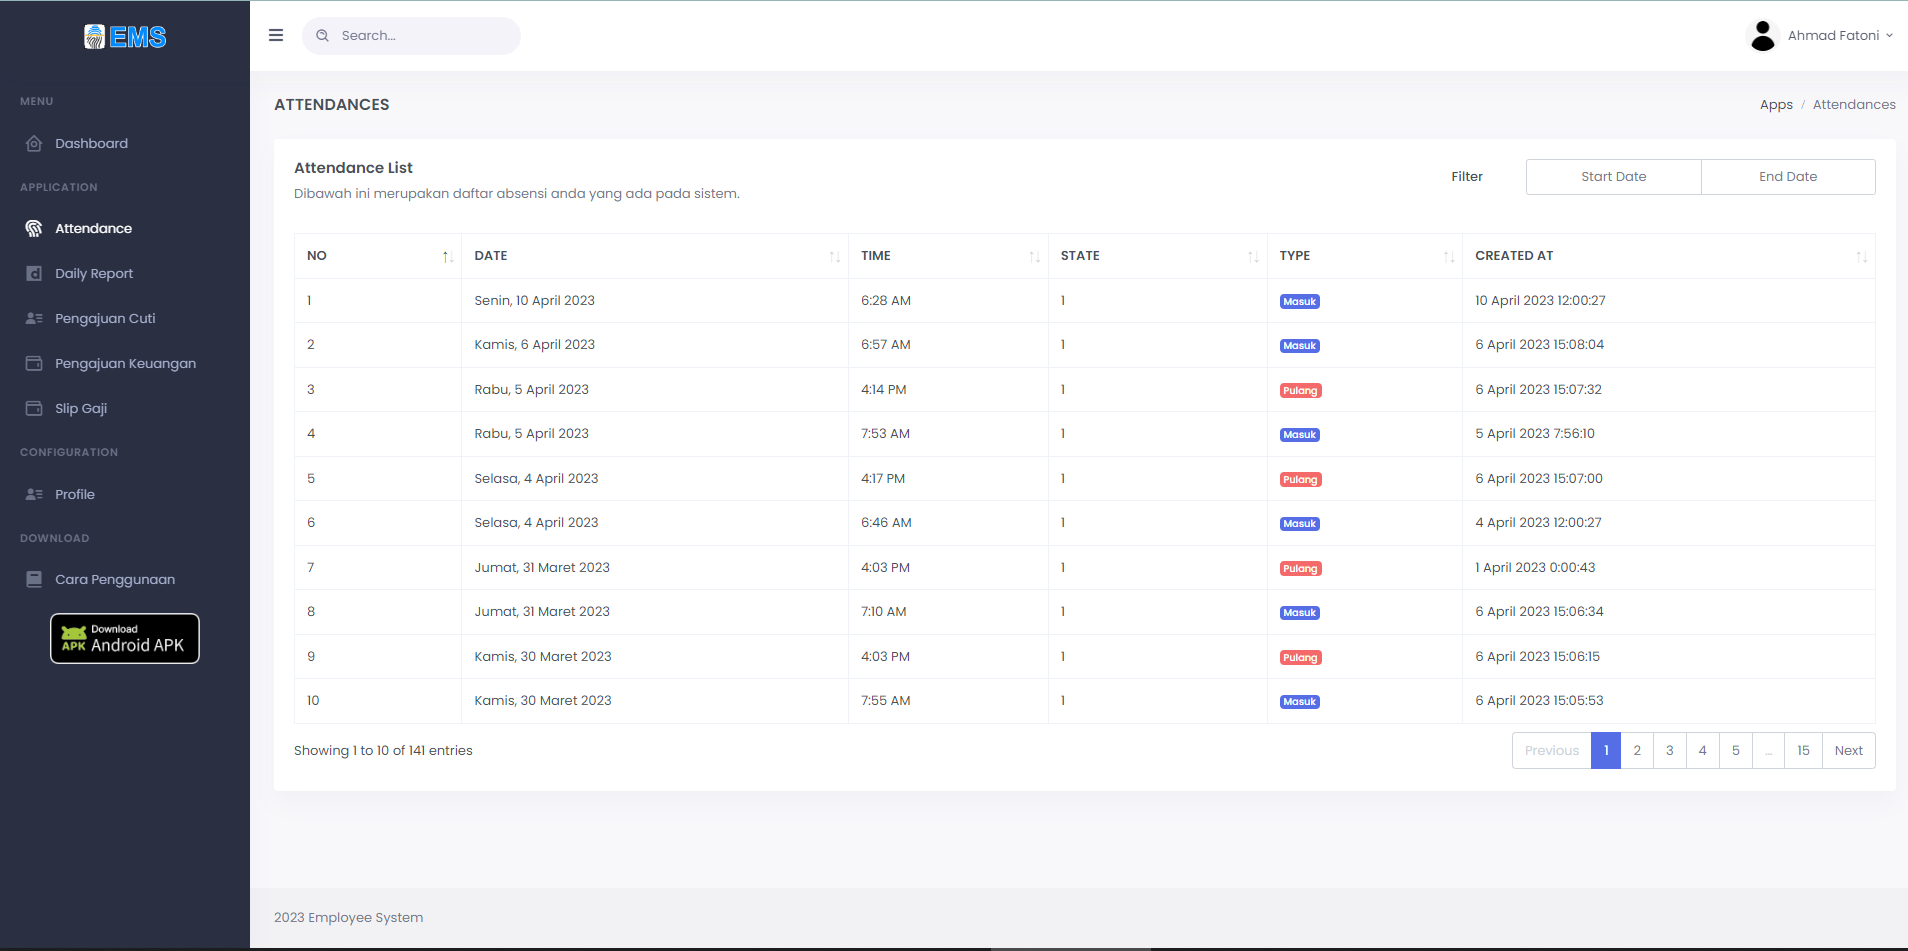 EMS
Search...
Ahmad Fatoni
MENU
Dashboard
APPLICATION
Attendance
Daily Report
Pengajuan Cuti
Pengajuan Keuangan
Slip Gaji
CONFIGURATION
Profile
DOWNLOAD
Cara Penggunaan
Download
APK Android APK
ATTENDANCES
Apps / Attendances
Attendance List
Dibawah ini merupakan daftar absensi anda yang ada pada sistem.
Filter Start Date End Date
NO DATE TIME STATE TYPE CREATED AT
1 Senin, 10 April 2023 6:28 AM 1 Masuk 10 April 2023 12:00:27
2 Kamis, 6 April 2023 6:57 AM 1 Masuk 6 April 2023 15:08:04
3 Rabu, 5 April 2023 4:14 PM 1 Pulang 6 April 2023 15:07:32
4 Rabu, 5 April 2023 7:53 AM 1 Masuk 5 April 2023 7:56:10
5 Selasa, 4 April 2023 4:17 PM 1 Pulang 6 April 2023 15:07:00
6 Selasa, 4 April 2023 6:46 AM 1 Masuk 4 April 2023 12:00:27
7 Jumat, 31 Maret 2023 4:03 PM 1 Pulang 1 April 2023 0:00:43
8 Jumat, 31 Maret 2023 7:10 AM 1 Masuk 6 April 2023 15:06:34
9 Kamis, 30 Maret 2023 4:03 PM 1 Pulang 6 April 2023 15:06:15
10 Kamis, 30 Maret 2023 7:55 AM 1 Masuk 6 April 2023 15:05:53
Showing 1 to 10 of 141 entries
Previous 1 2 3 4 5 ... 15 Next
2023 Employee System